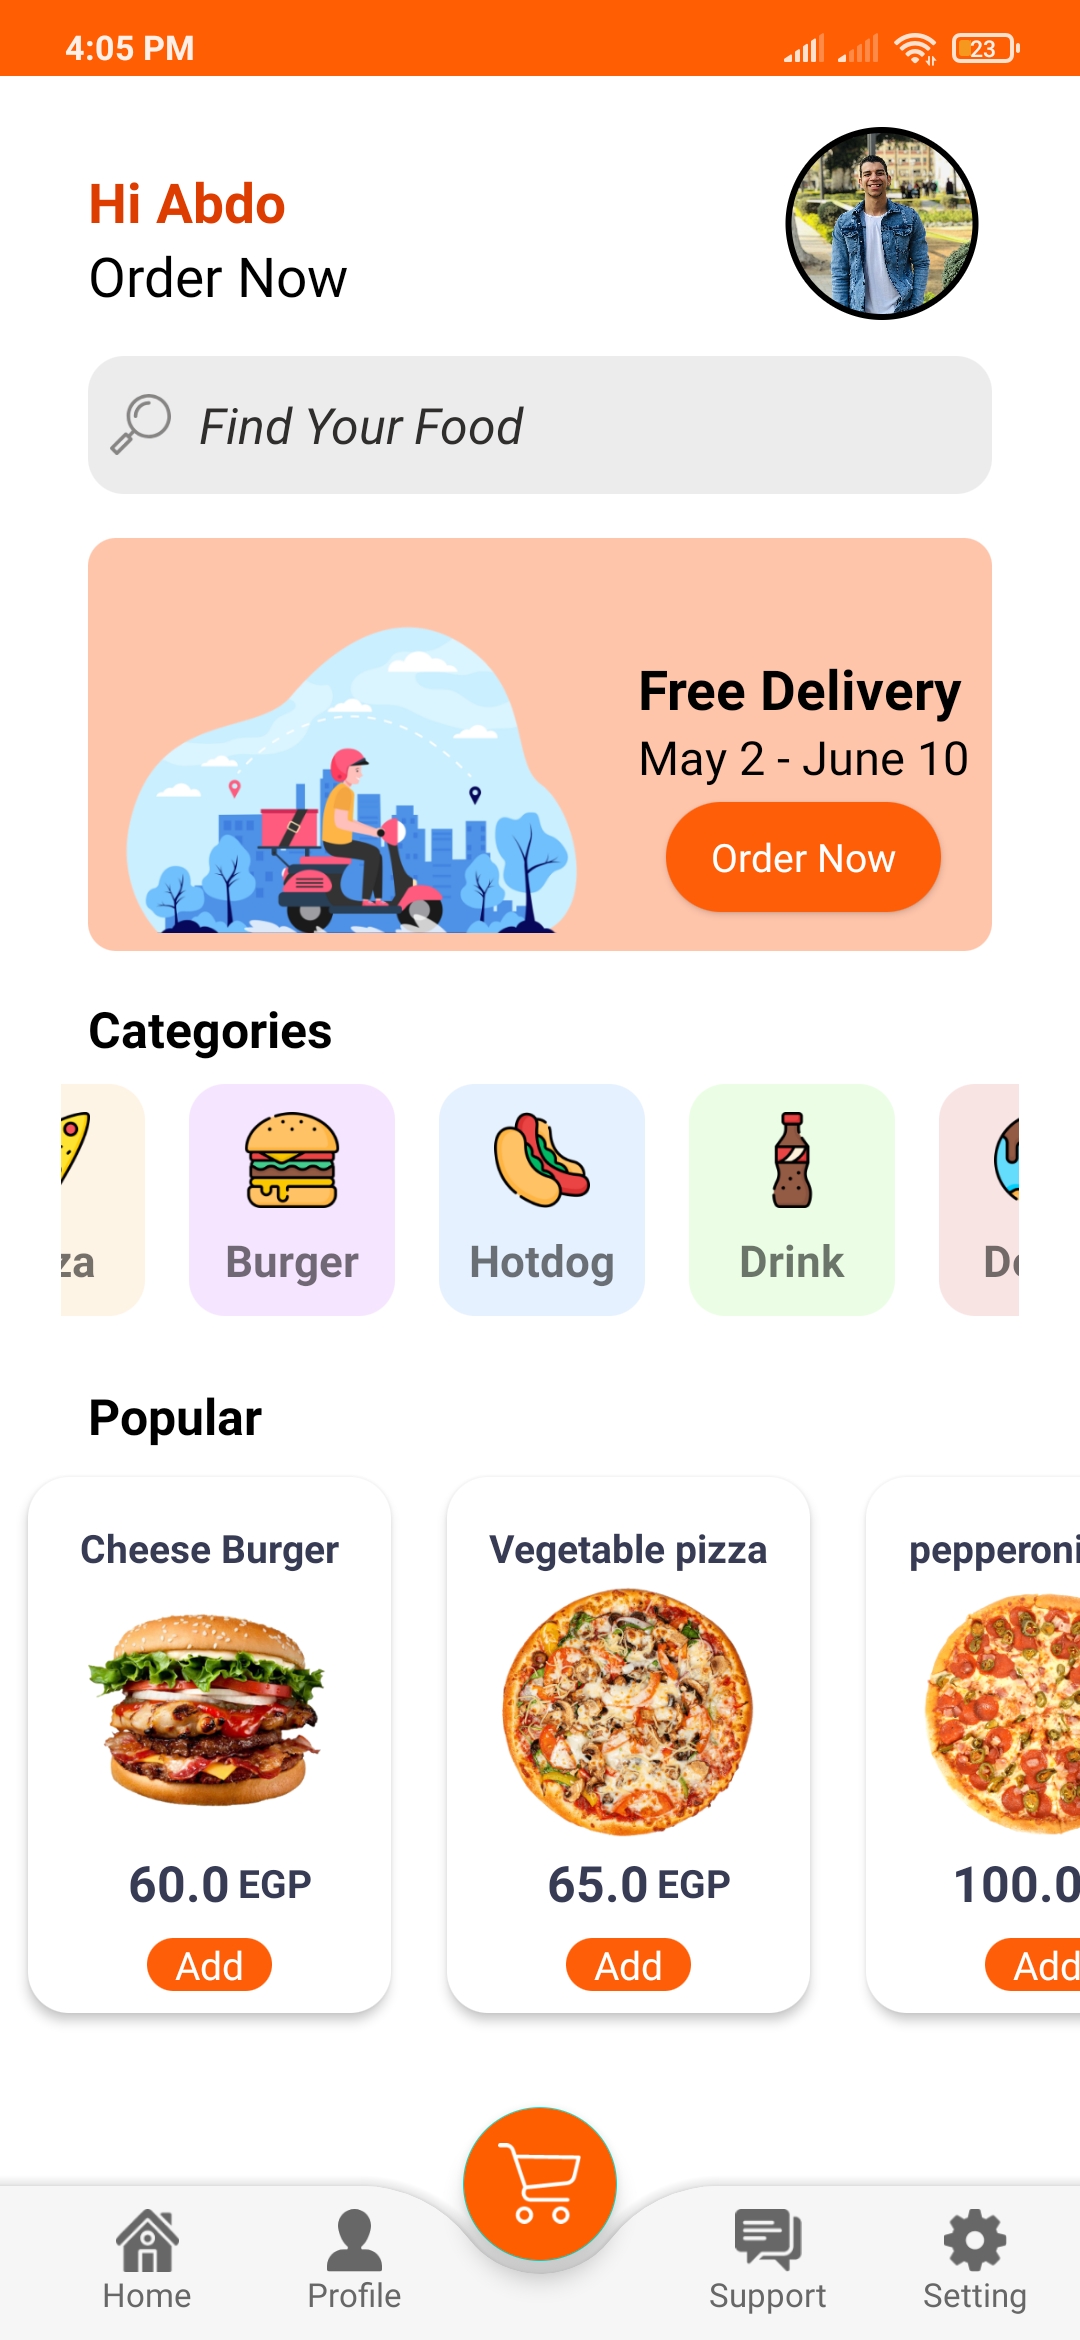 4:05 PM
23
Hi Abdo
Order Now
Find Your Food
Free Delivery
May 2 - June 10
Order Now
Categories
za
Burger
Hotdog
Drink
Popular
Cheese Burger
Vegetable pizza
pepperoni
60.0 EGP
65.0 EGP
100.0
Add
Add
Add
Home
Profile
Support
Setting